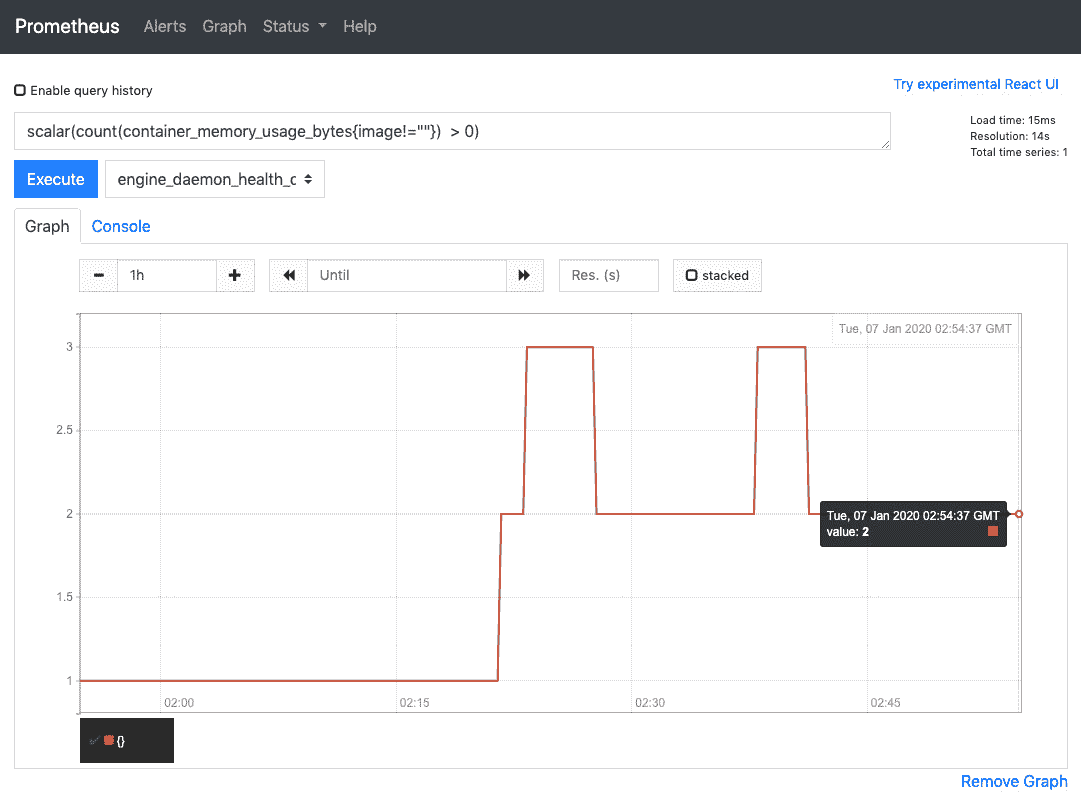 Prometheus Alerts Graph Status Help
Enable query history
Try experimental React UI
scalar(count(container_memory_usage_bytes{image!=""})  > 0)
Load time: 15ms
Resolution: 14s
Total time series: 1
Execute engine_daemon_health_c
Graph Console
1h Until Res. (s) stacked
Tue, 07 Jan 2020 02:54:37 GMT
3
2.5
2
Tue, 07 Jan 2020 02:54:37 GMT
value: 2
1.5
1
02:00 02:15 02:30 02:45
{}
Remove Graph